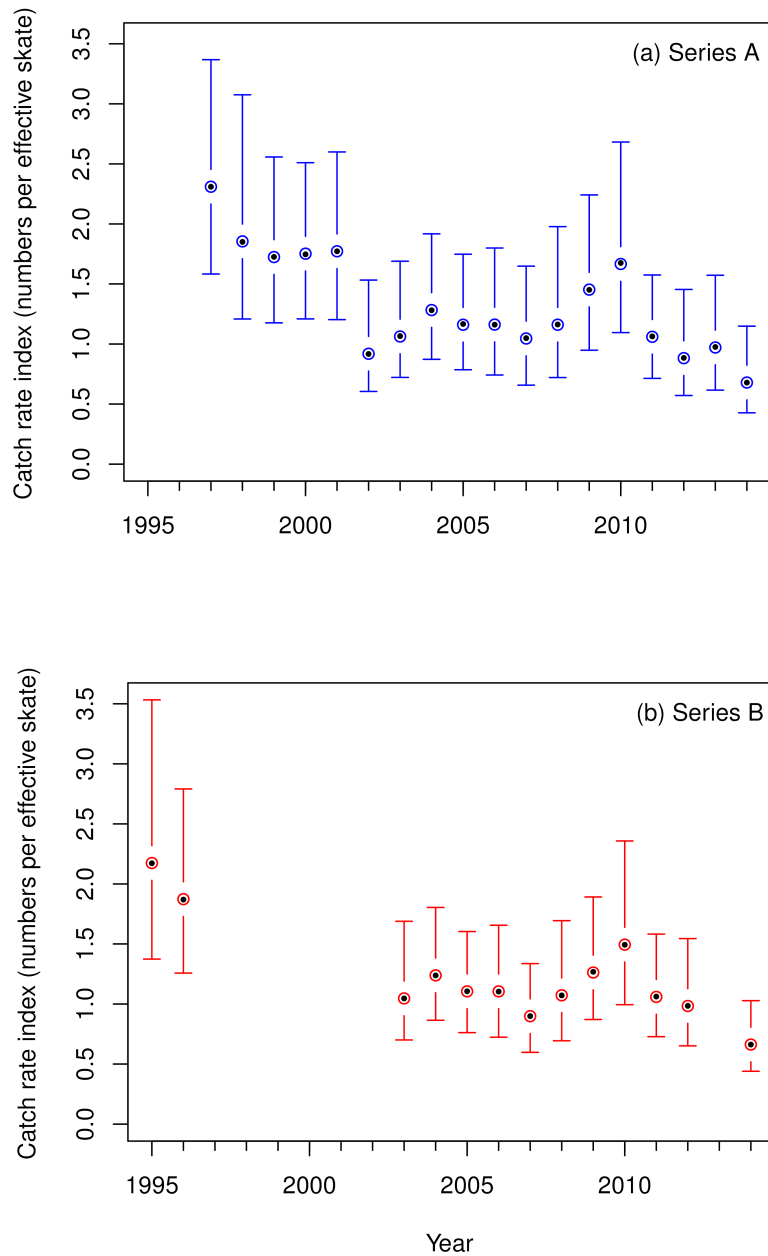 (a) Series A
Catch rate index (numbers per effective skate)
3.5
3.0
2.5
2.0
1.5
1.0
0.5
0.0
1995 2000 2005 2010
(b) Series B
Catch rate index (numbers per effective skate)
3.5
3.0
2.5
2.0
1.5
1.0
0.5
0.0
1995 2000 2005 2010
Year